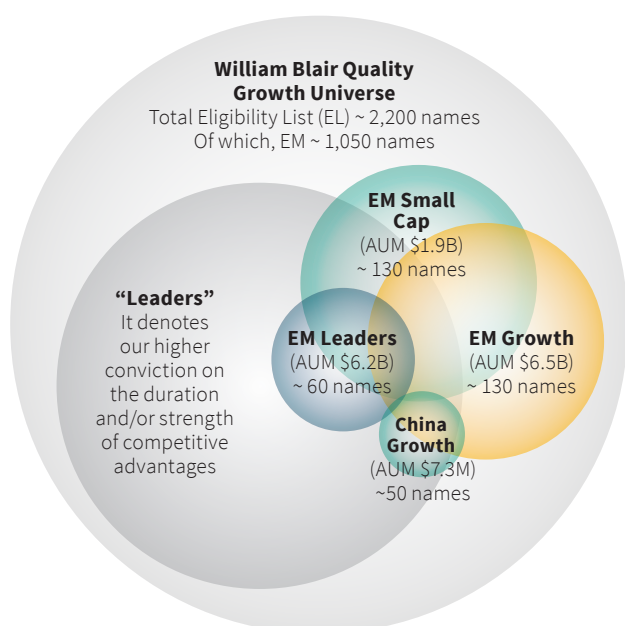 William Blair Quality
Growth Universe
Total Eligibility List (EL) ~ 2,200 names
Of which, EM ~ 1,050 names
EM Small
Cap
(AUM $1.9B)
~ 130 names
“Leaders”
It denotes
our higher
conviction on
the duration
and/or strength
of competitive
advantages
EM Leaders
(AUM $6.2B)
~ 60 names
EM Growth
(AUM $6.5B)
~ 130 names
China
Growth
(AUM $7.3M)
~50 names